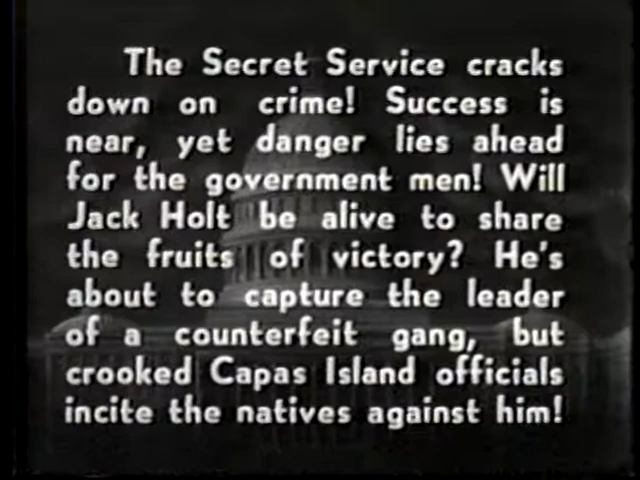 The Secret Service cracks
down on crime! Success is
near, yet danger lies ahead
for the government men! Will
Jack Holt be alive to share
the fruits of victory? He's
about to capture the leader
of a counterfeit gang, but
crooked Capas Island officials
incite the natives against him!